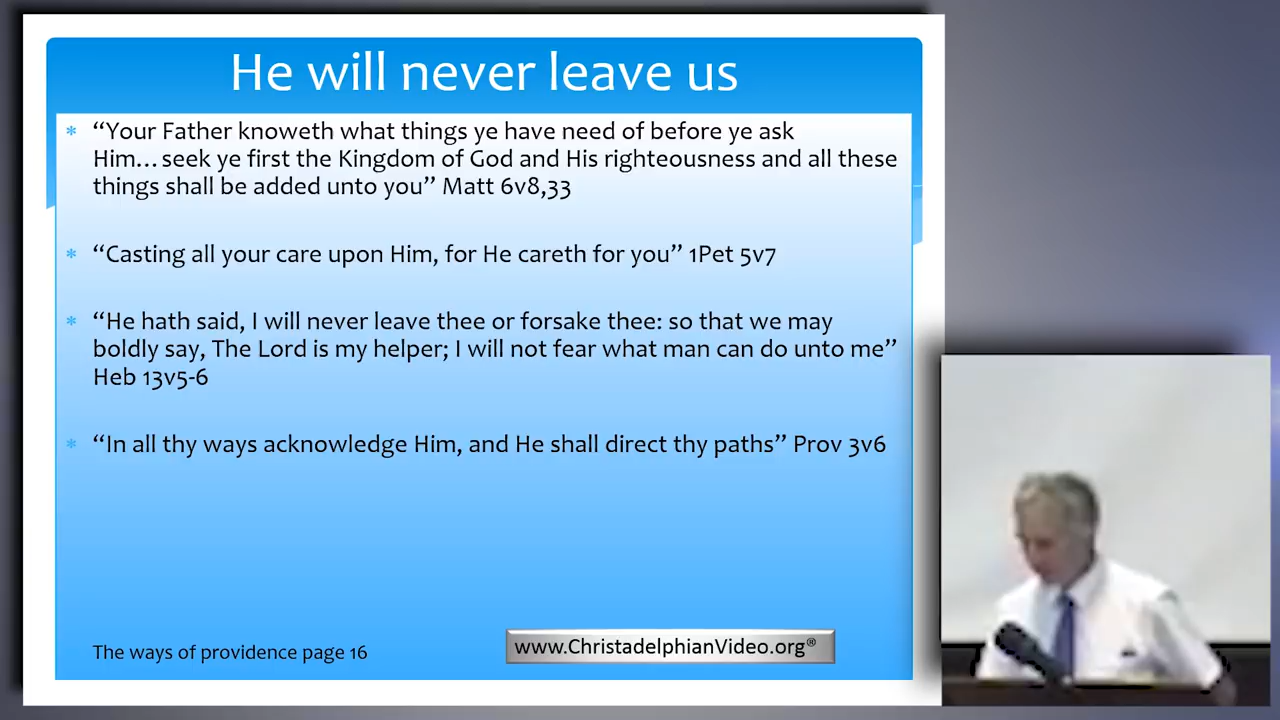 He will never leave us
* “Your Father knoweth what things ye have need of before ye ask
Him…seek ye first the Kingdom of God and His righteousness and all these
things shall be added unto you” Matt 6v8,33
* “Casting all your care upon Him, for He careth for you” 1Pet 5v7
* “He hath said, I will never leave thee or forsake thee: so that we may
boldly say, The Lord is my helper; I will not fear what man can do unto me”
Heb 13v5-6
* “In all thy ways acknowledge Him, and He shall direct thy paths” Prov 3v6
The ways of providence page 16
www.ChristadelphianVideo.org®